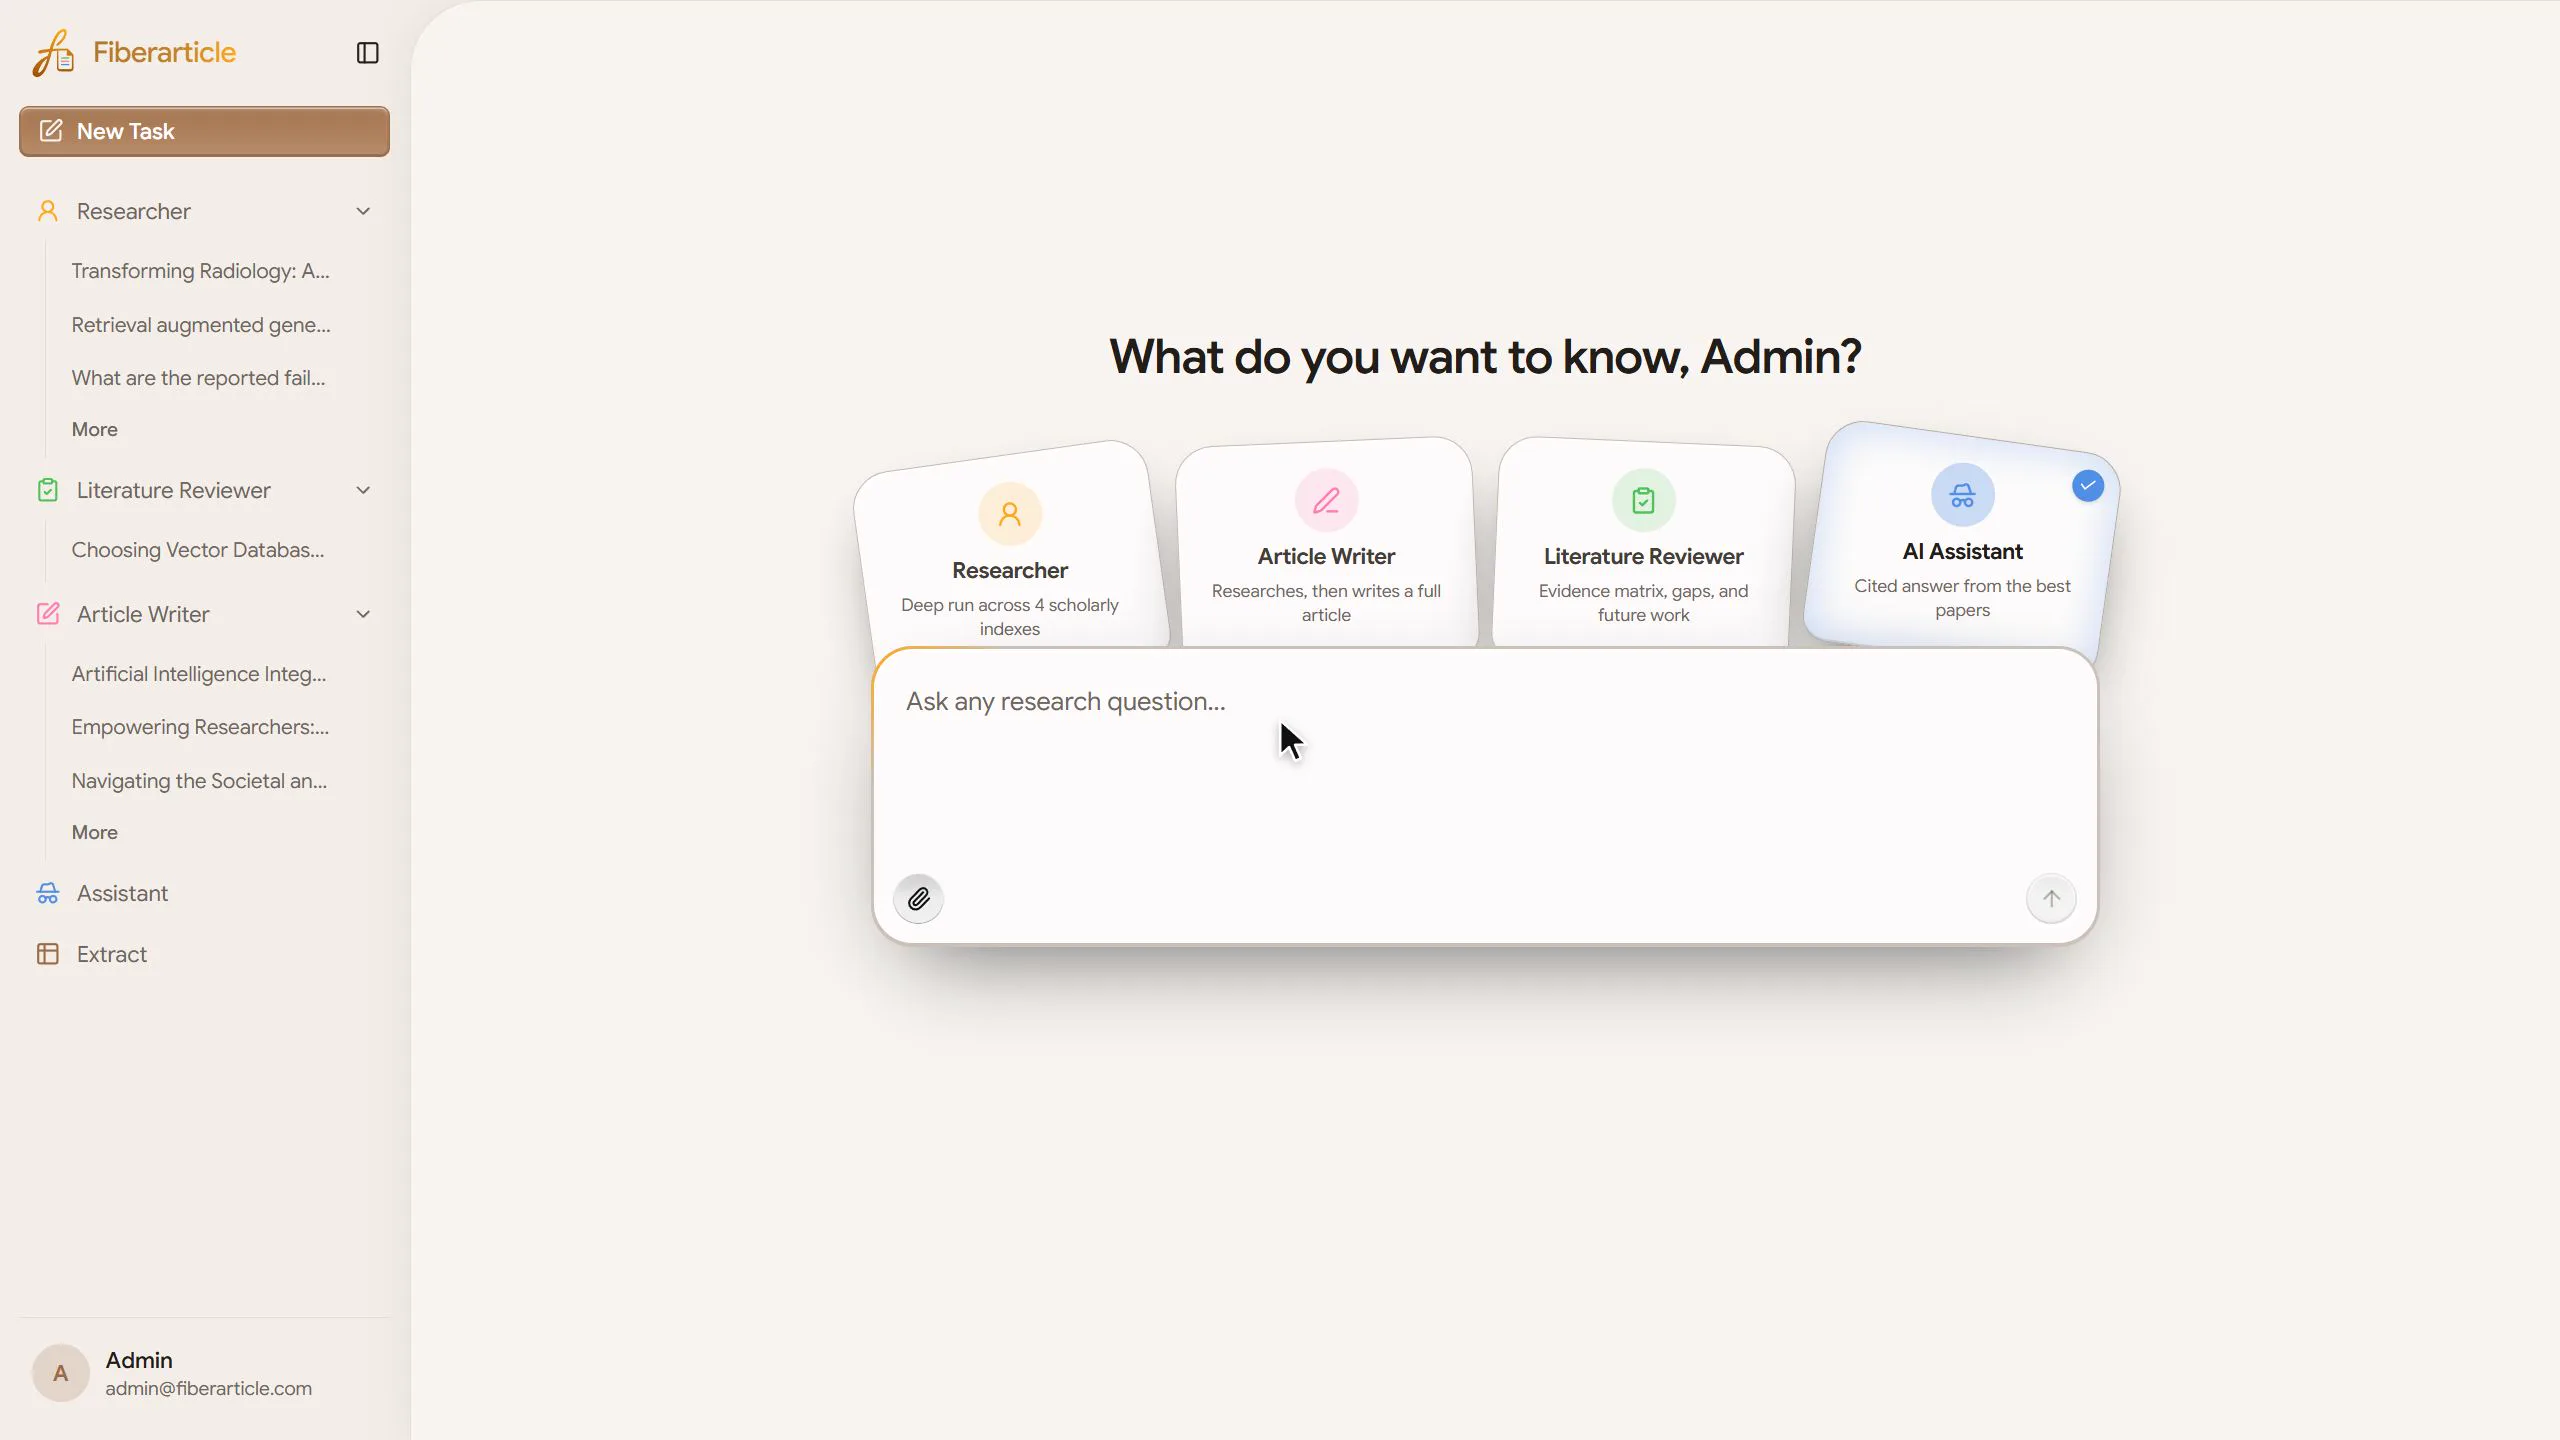 Fiberarticle
New Task
Researcher
Transforming Radiology: A...
Retrieval augmented gene...
What are the reported fail...
More
Literature Reviewer
Choosing Vector Databas...
Article Writer
Artificial Intelligence Integ...
Empowering Researchers:...
Navigating the Societal an...
More
Assistant
Extract
A
Admin
admin@fiberarticle.com
What do you want to know, Admin?
Researcher
Deep run across 4 scholarly
indexes
Article Writer
Researches, then writes a full
article
Literature Reviewer
Evidence matrix, gaps, and
future work
AI Assistant
Cited answer from the best
papers
Ask any research question...